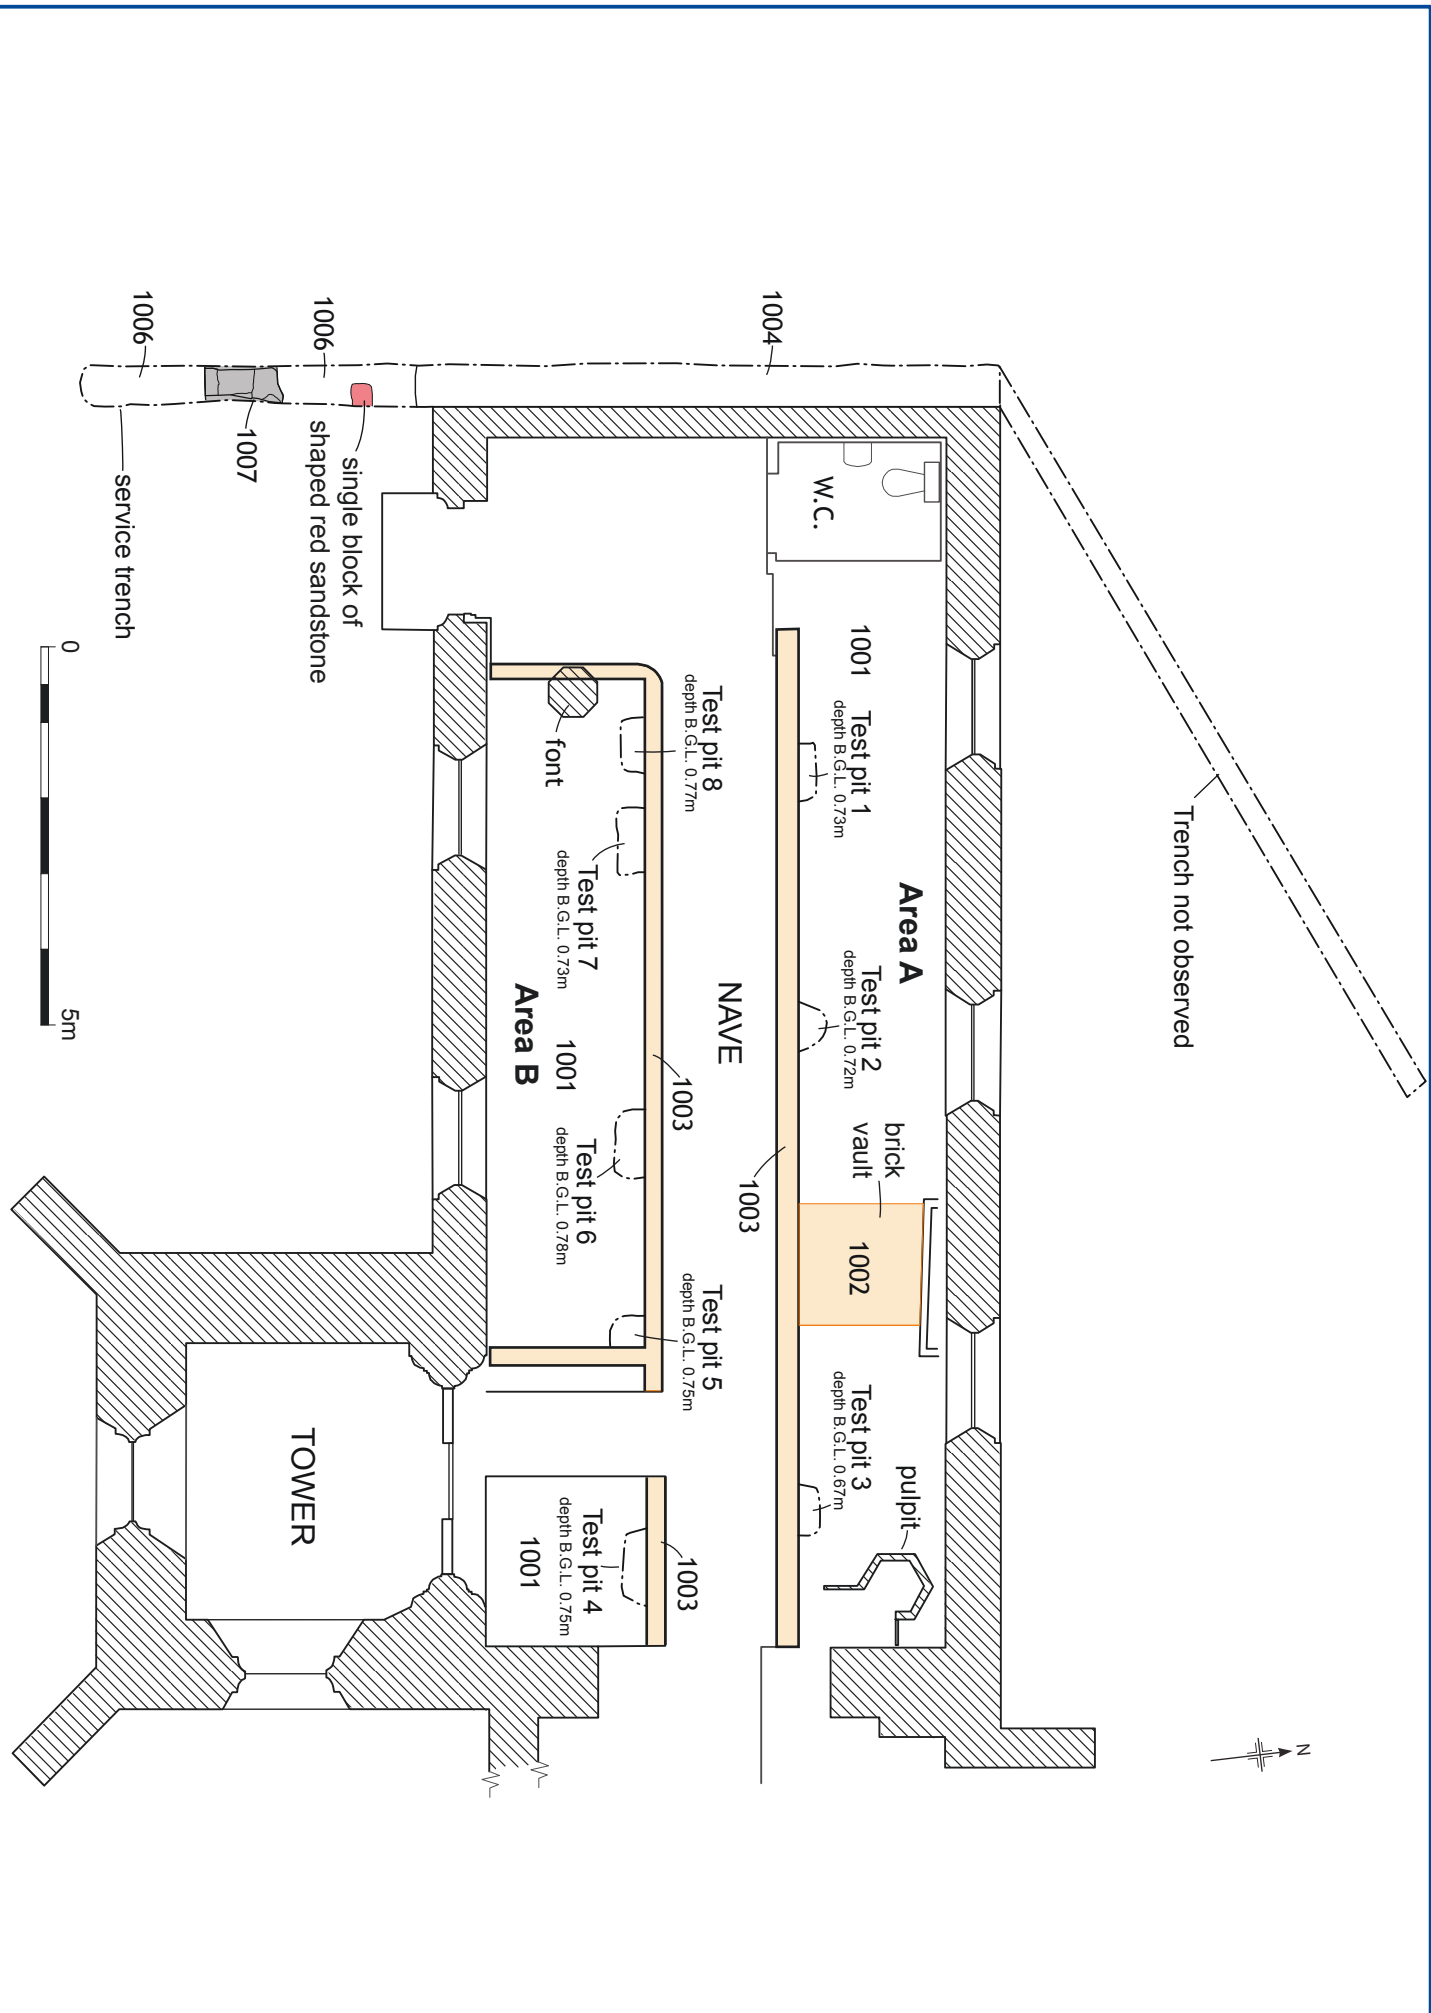 Trench not observed
N
1004
W.C.
1001
Test pit 1
depth B.G.L. 0.73m
Area A
Test pit 2
depth B.G.L. 0.72m
brick
vault
1002
Test pit 3
depth B.G.L. 0.67m
pulpit
NAVE
1003
1003
Test pit 8
depth B.G.L. 0.77m
font
Test pit 7
depth B.G.L. 0.73m
Area B
1001
Test pit 6
depth B.G.L. 0.78m
Test pit 5
depth B.G.L. 0.75m
1003
Test pit 4
depth B.G.L. 0.75m
1001
TOWER
single block of
shaped red sandstone
1006
1007
1006
service trench
0
5m